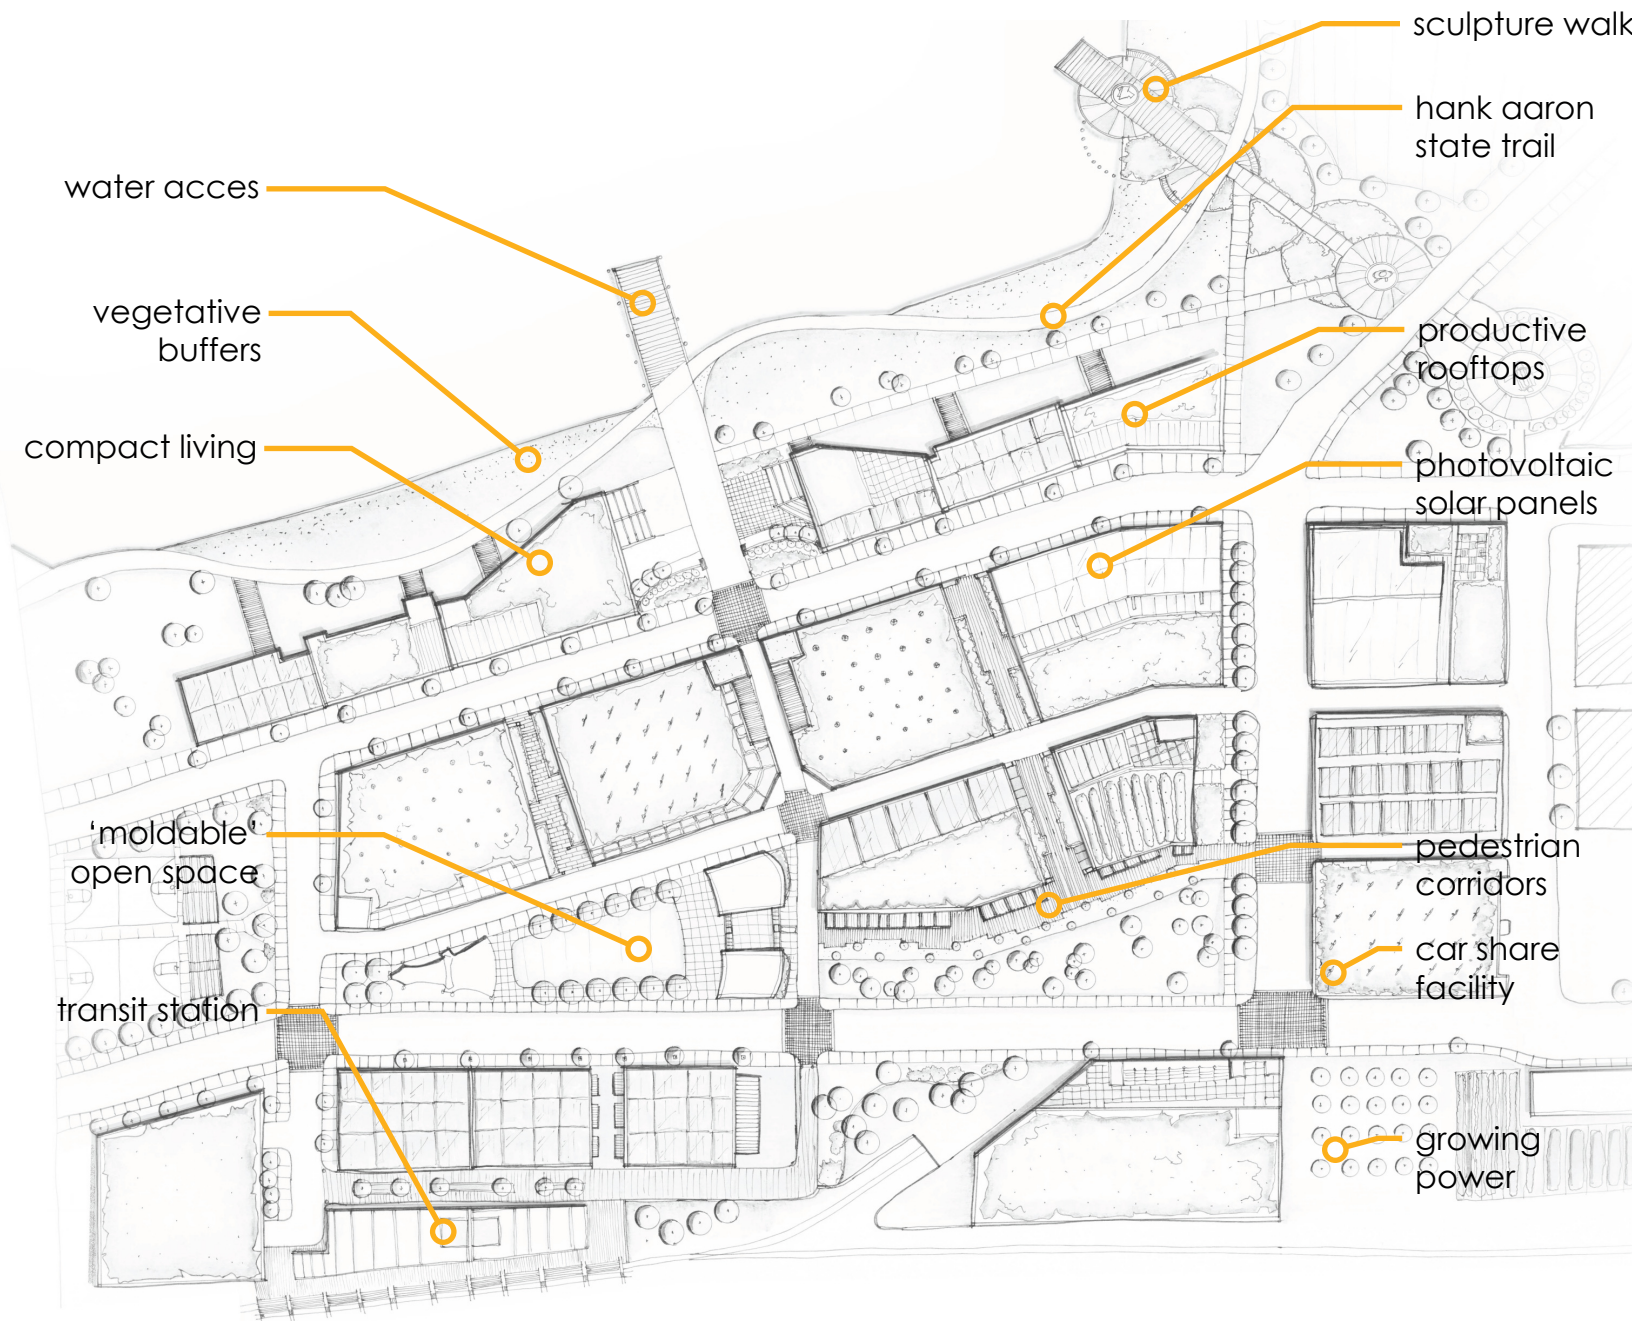 sculpture walk
hank aaron
state trail
water acces
vegetative
buffers
productive
rooftops
compact living
photovoltaic
solar panels
'moldable'
open space
pedestrian
corridors
car share
facility
transit station
growing
power